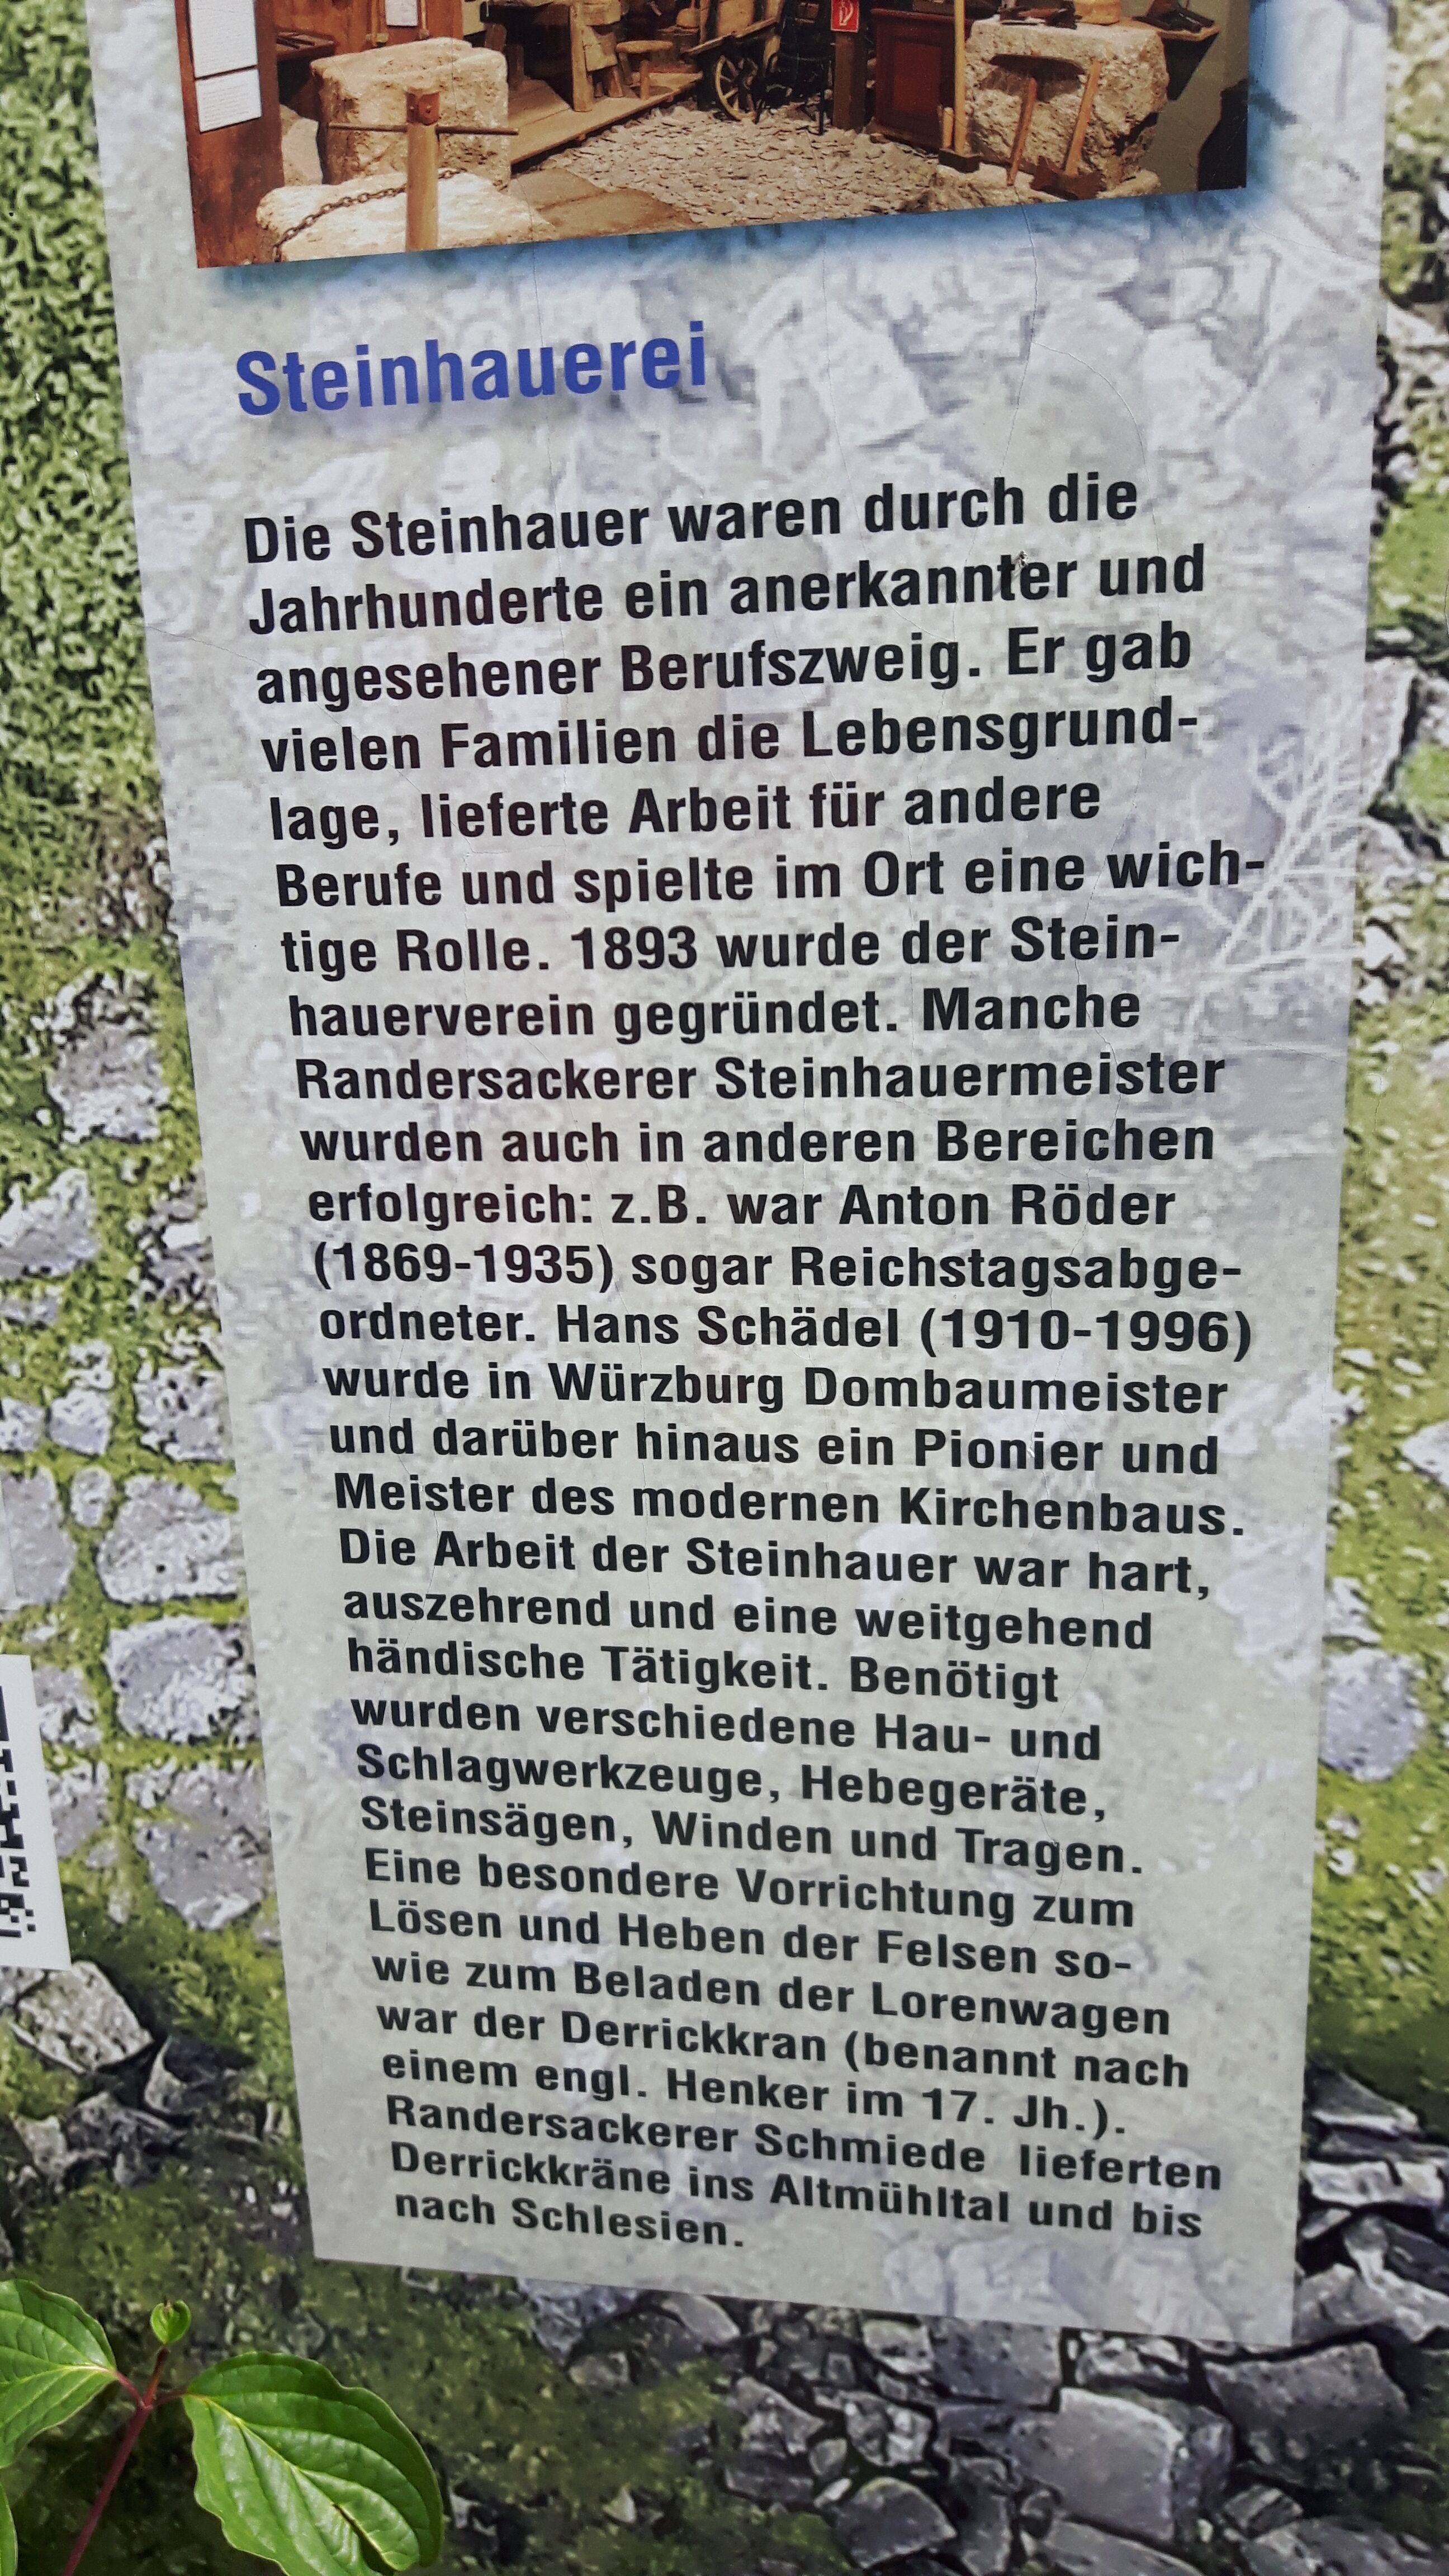 Steinhauerei
Die Steinhauer waren durch die
Jahrhunderte ein anerkannter und
angesehener Berufszweig. Er gab
vielen Familien die Lebensgrund-
lage, lieferte Arbeit für andere
Berufe und spielte im Ort eine wich-
tige Rolle. 1893 wurde der Stein-
hauerverein gegründet. Manche
Randersackerer Steinhauermeister
wurden auch in anderen Bereichen
erfolgreich: z.B. war Anton Röder
(1869-1935) sogar Reichstagsabge-
ordneter. Hans Schädel (1910-1996)
wurde in Würzburg Dombaumeister
und darüber hinaus ein Pionier und
Meister des modernen Kirchenbaus.
Die Arbeit der Steinhauer war hart,
auszehrend und eine weitgehend
händische Tätigkeit. Benötigt
wurden verschiedene Hau- und
Schlagwerkzeuge, Hebegeräte,
Steinsägen, Winden und Tragen.
Eine besondere Vorrichtung zum
Lösen und Heben der Felsen so-
wie zum Beladen der Lorenwagen
war der Derrickkran (benannt nach
einem engl. Henker im 17. Jh.).
Randersackerer Schmiede lieferten
Derrickkräne ins Altmühltal und bis
nach Schlesien.